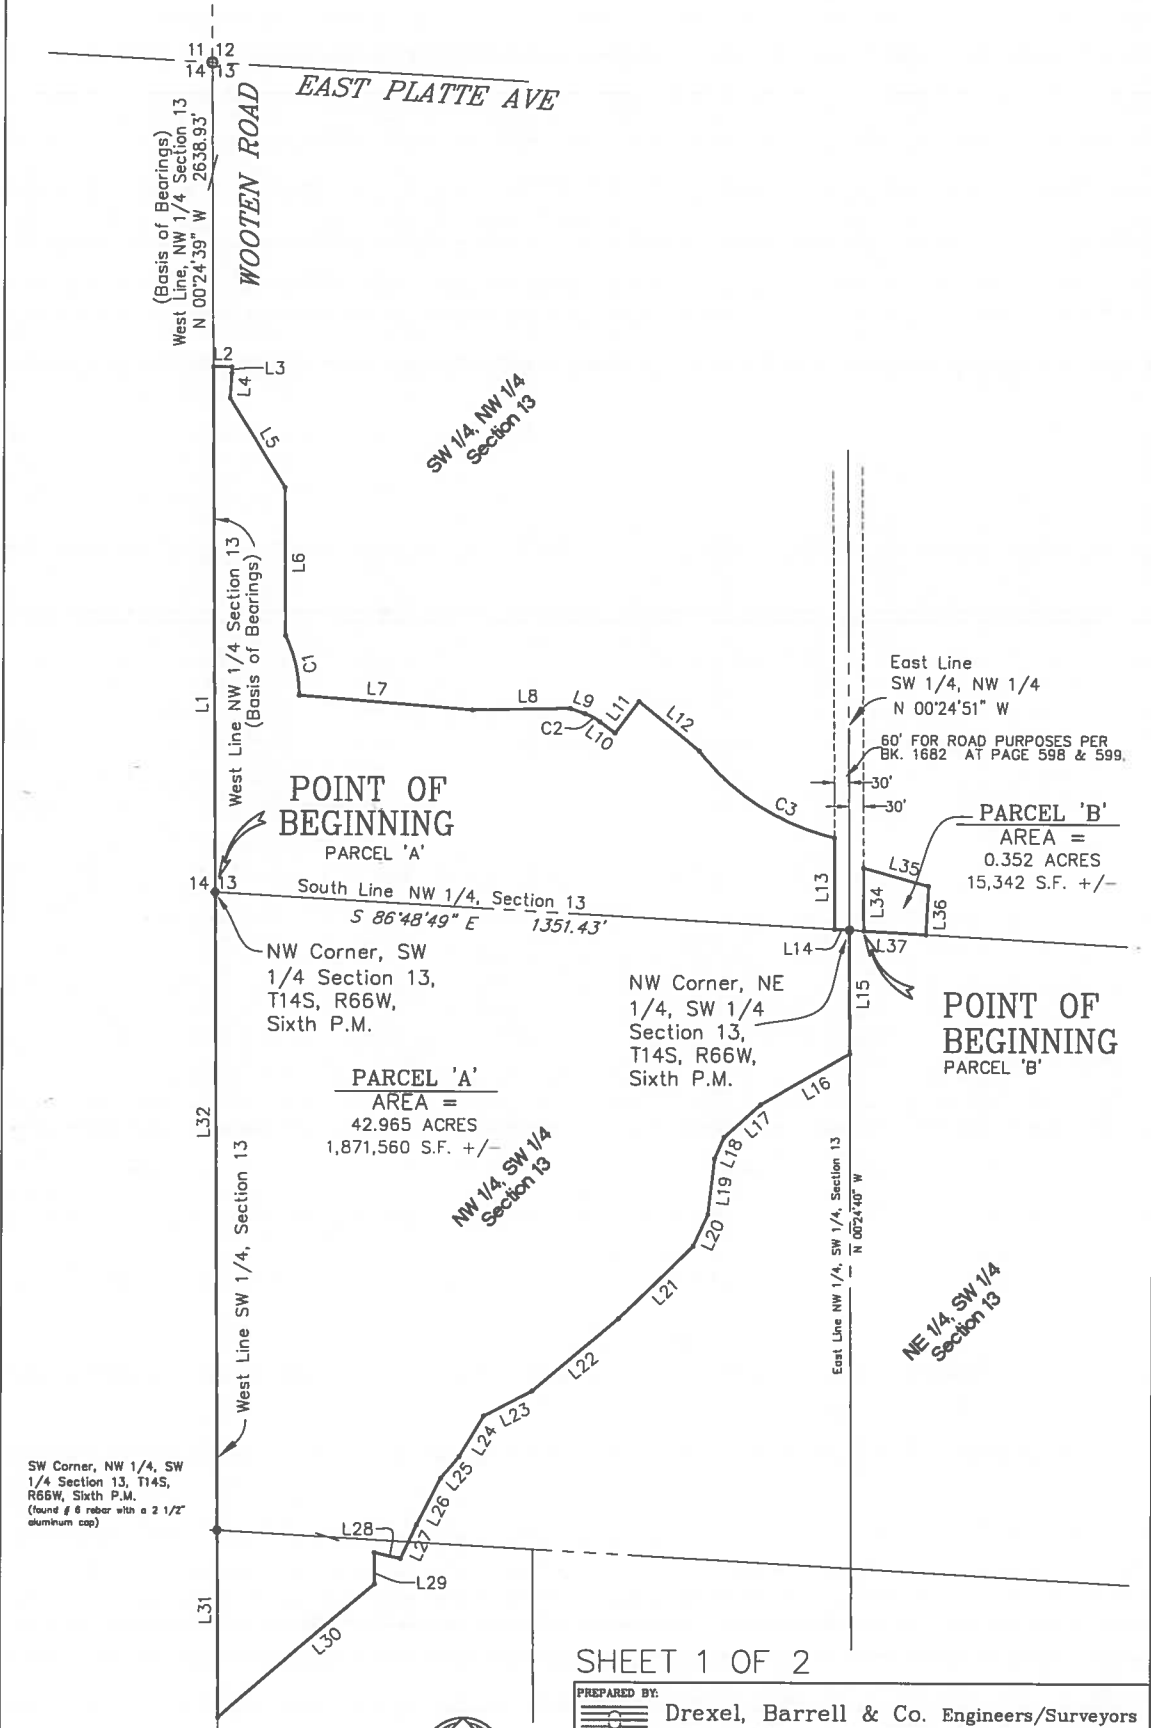 11 12
14 13
EAST PLATTE AVE
WOOTEN ROAD
(Basis of Bearings)
West Line, NW 1/4 Section 13
N 00°24'39" W 2638.93'
L2
L3
L4
L5
SW 1/4, NW 1/4
Section 13
L6
West Line NW 1/4 Section 13
(Basis of Bearings)
C1
L1
L7
L8
L9
C2
L10
L11
L12
C3
East Line
SW 1/4, NW 1/4
N 00°24'51" W
60' FOR ROAD PURPOSES PER
BK. 1682 AT PAGE 598 & 599.
30'
30'
PARCEL 'B'
AREA =
0.352 ACRES
15,342 S.F. +/-
POINT OF
BEGINNING
PARCEL 'A'
14 13
South Line NW 1/4, Section 13
S 86°48'49" E 1351.43'
L13
L14
L34
L35
L36
L37
L15
NW Corner, SW
1/4 Section 13,
T14S, R66W,
Sixth P.M.
NW Corner, NE
1/4, SW 1/4
Section 13,
T14S, R66W,
Sixth P.M.
POINT OF
BEGINNING
PARCEL 'B'
PARCEL 'A'
AREA =
42.965 ACRES
1,871,560 S.F. +/-
L32
NW 1/4, SW 1/4
Section 13
West Line SW 1/4, Section 13
L16
L17
L18
L19
L20
L21
L22
L23
L24
L25
L26
L27
East Line NW 1/4, SW 1/4, Section 13
N 00°24'40" W
NE 1/4, SW 1/4
Section 13
SW Corner, NW 1/4, SW
1/4 Section 13, T14S,
R66W, Sixth P.M.
(found # 6 rebar with a 2 1/2"
aluminum cap)
L28
L29
L30
L31
SHEET 1 OF 2
PREPARED BY:
Drexel, Barrell & Co. Engineers/Surveyors